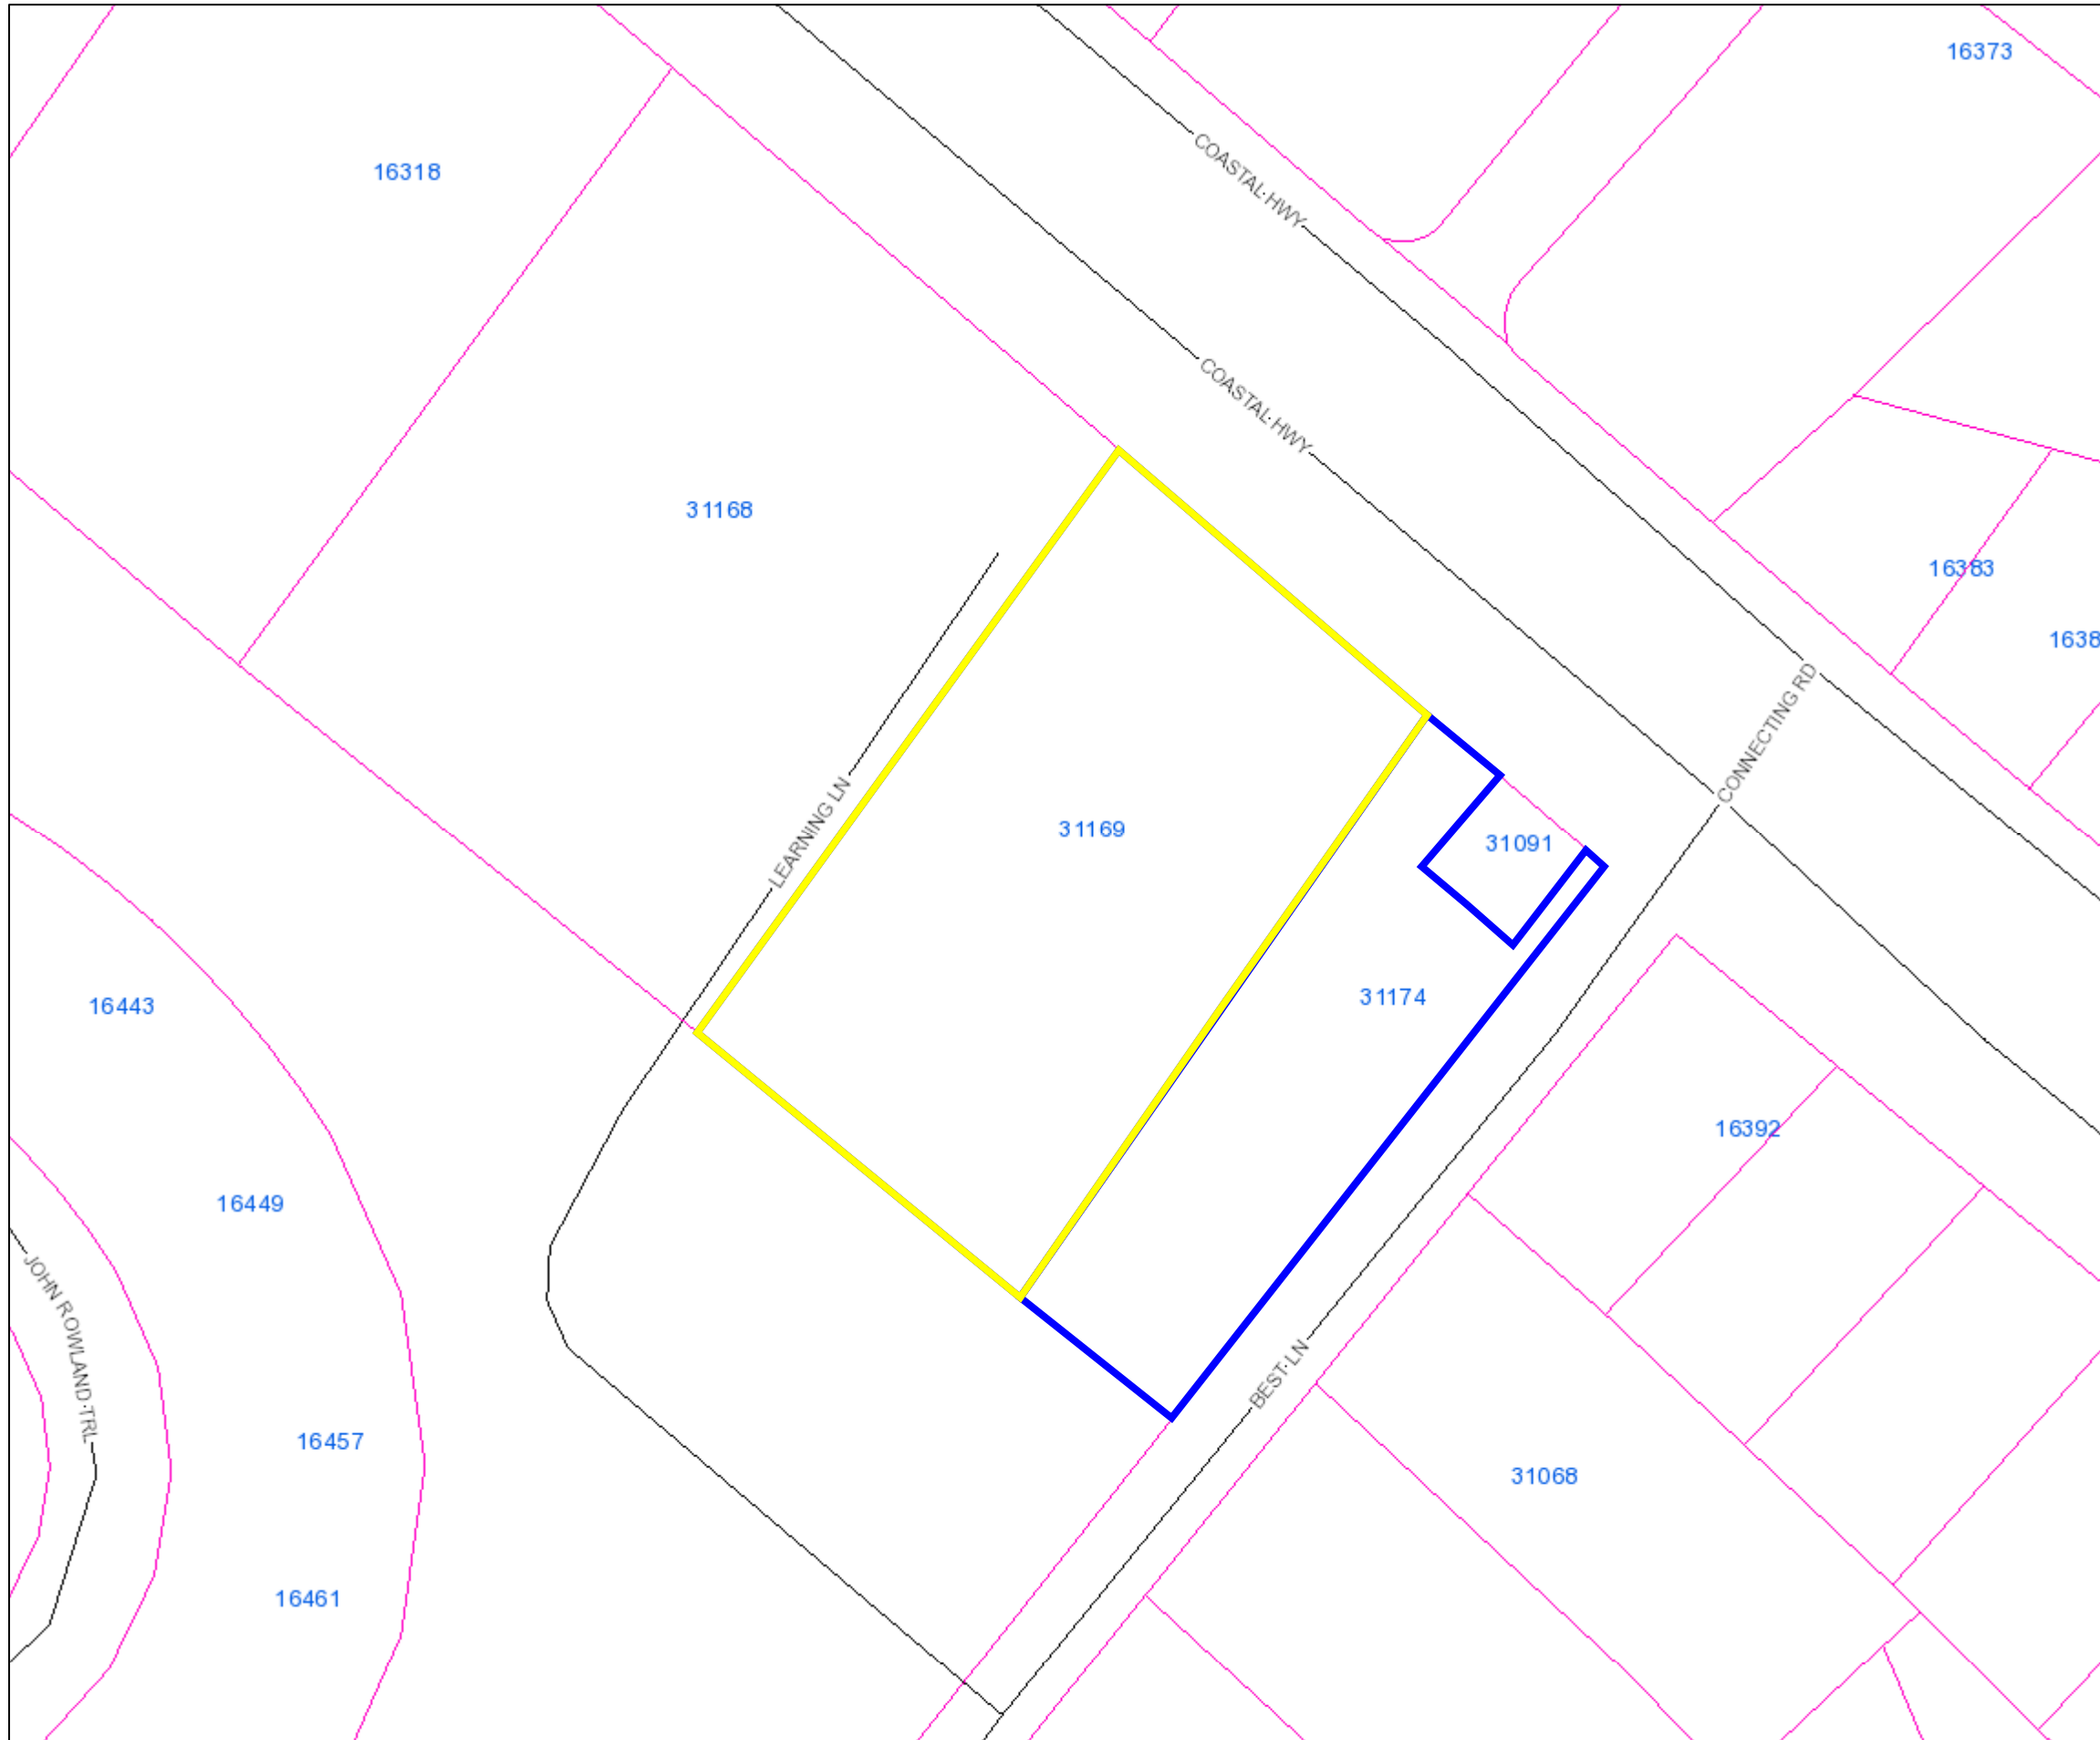 16373
COASTAL HWY
16318
COASTAL HWY
31168
16383
1638
CONNECTING RD
LEARNING LN
31169
31091
31174
16443
16392
16449
JOHN ROWLAND TRL
BEST LN
16457
31068
16461